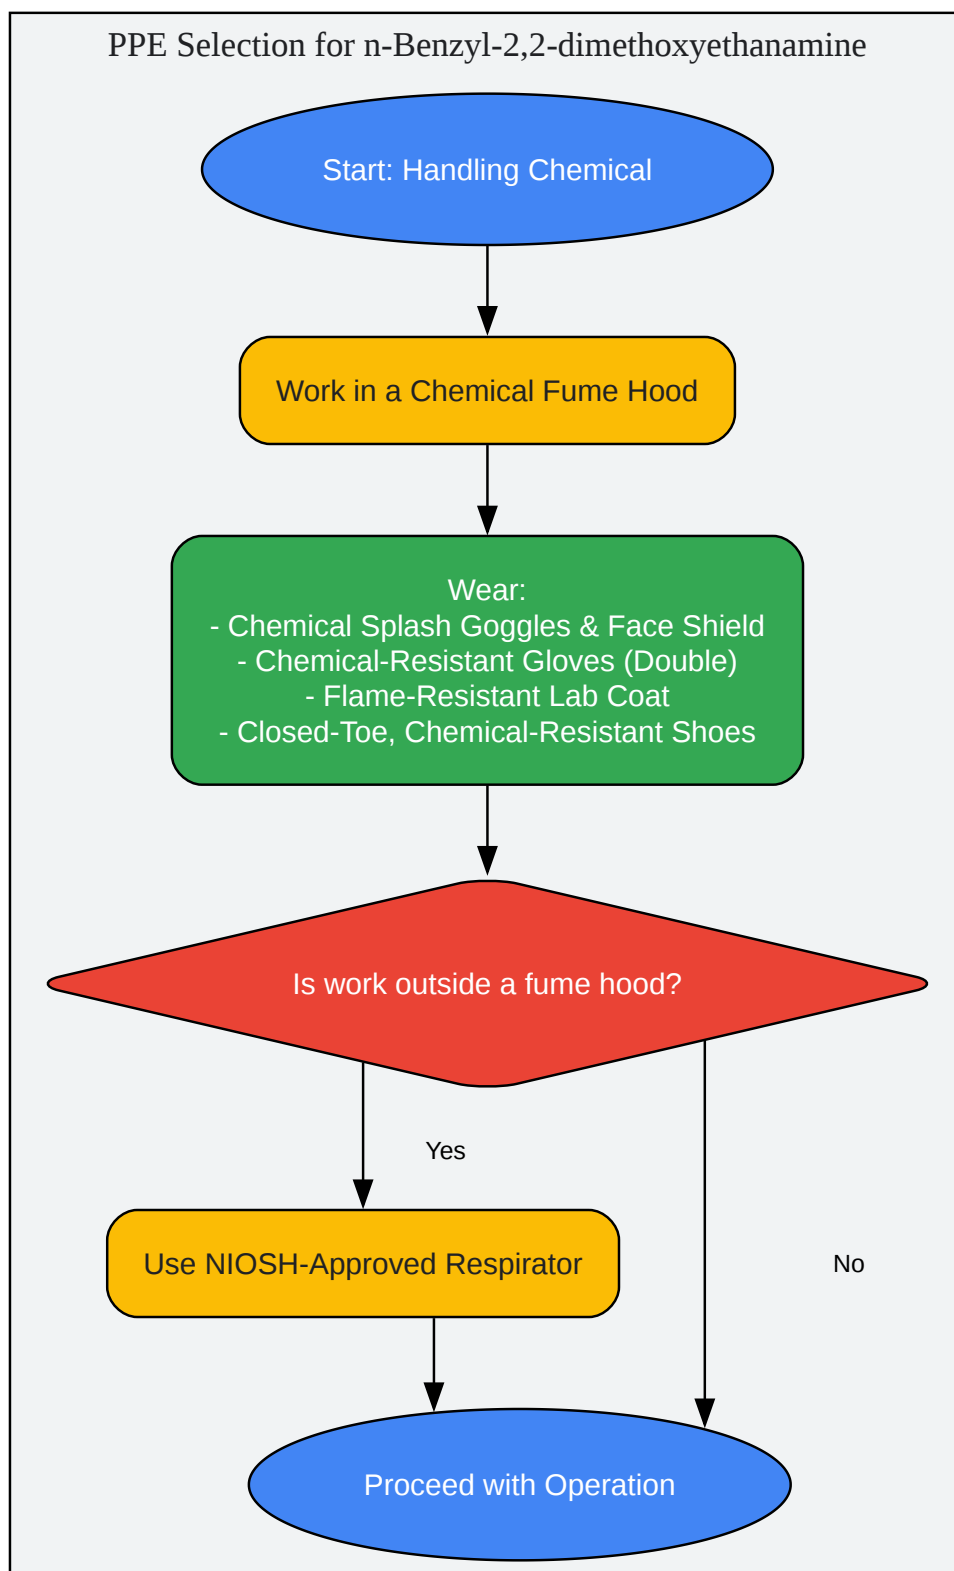 PPE Selection for n-Benzyl-2,2-dimethoxyethanamine
Start: Handling Chemical
Work in a Chemical Fume Hood
Wear:
- Chemical Splash Goggles & Face Shield
- Chemical-Resistant Gloves (Double)
- Flame-Resistant Lab Coat
- Closed-Toe, Chemical-Resistant Shoes
Is work outside a fume hood?
Yes
Use NIOSH-Approved Respirator
No
Proceed with Operation